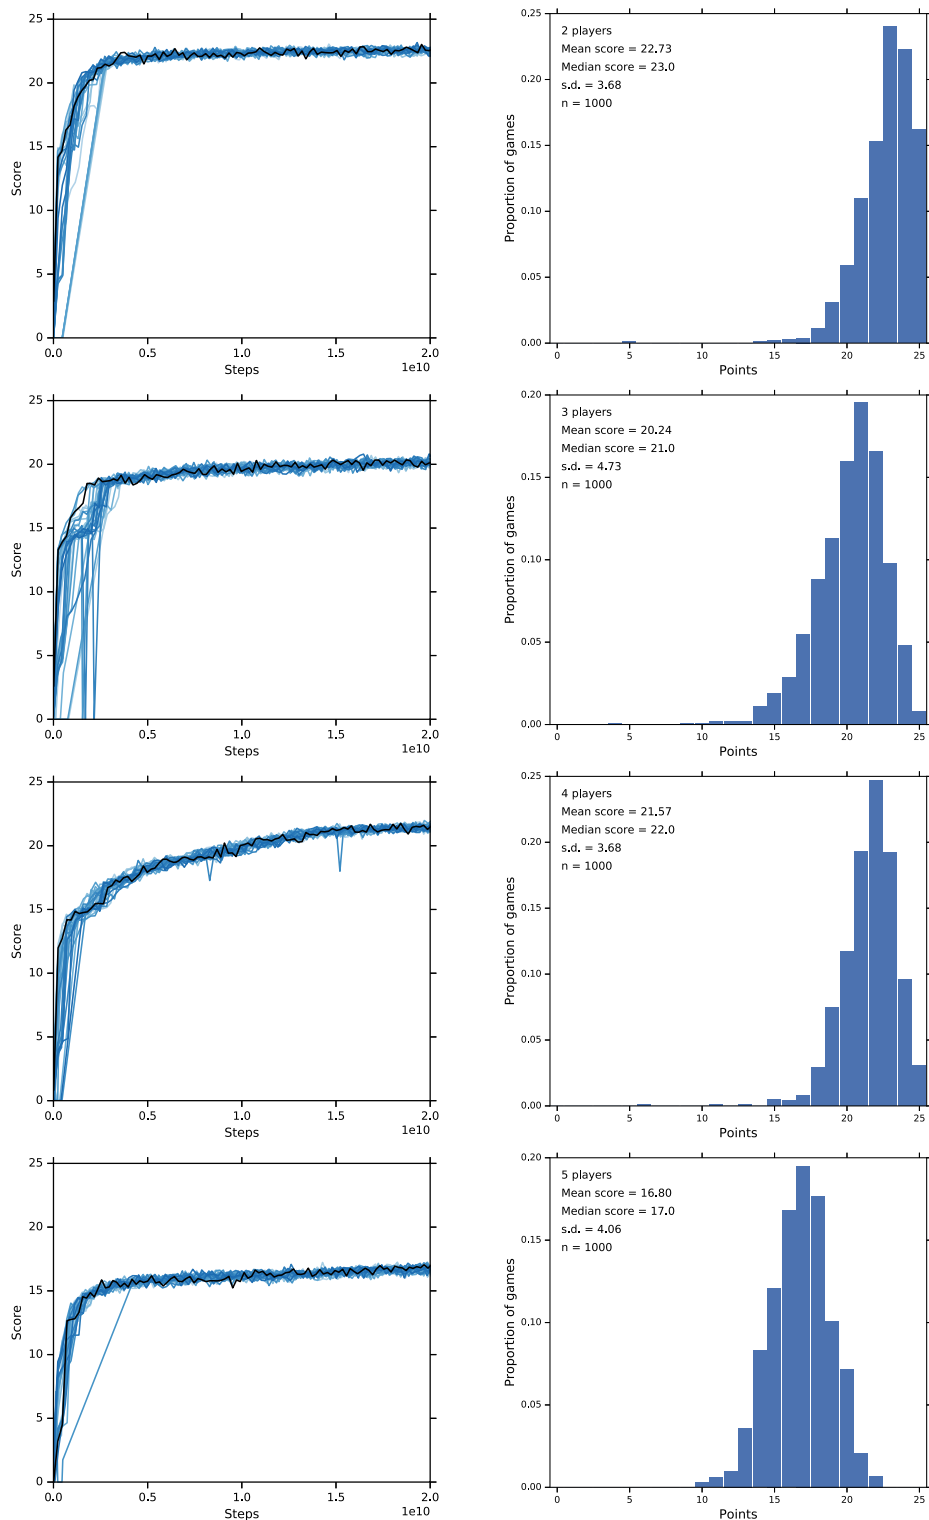 25
20
15
10
5
0
Score
0.0 0.5 1.0 1.5 2.0
Steps 1e10
0.25
0.20
0.15
0.10
0.05
0.00
Proportion of games
2 players
Mean score = 22.73
Median score = 23.0
s.d. = 3.68
n = 1000
0 5 10 15 20 25
Points
25
20
15
10
5
0
Score
0.0 0.5 1.0 1.5 2.0
Steps 1e10
0.20
0.15
0.10
0.05
0.00
Proportion of games
3 players
Mean score = 20.24
Median score = 21.0
s.d. = 4.73
n = 1000
0 5 10 15 20 25
Points
25
20
15
10
5
0
Score
0.0 0.5 1.0 1.5 2.0
Steps 1e10
0.25
0.20
0.15
0.10
0.05
0.00
Proportion of games
4 players
Mean score = 21.57
Median score = 22.0
s.d. = 3.68
n = 1000
0 5 10 15 20 25
Points
25
20
15
10
5
0
Score
0.0 0.5 1.0 1.5 2.0
Steps 1e10
0.20
0.15
0.10
0.05
0.00
Proportion of games
5 players
Mean score = 16.80
Median score = 17.0
s.d. = 4.06
n = 1000
0 5 10 15 20 25
Points